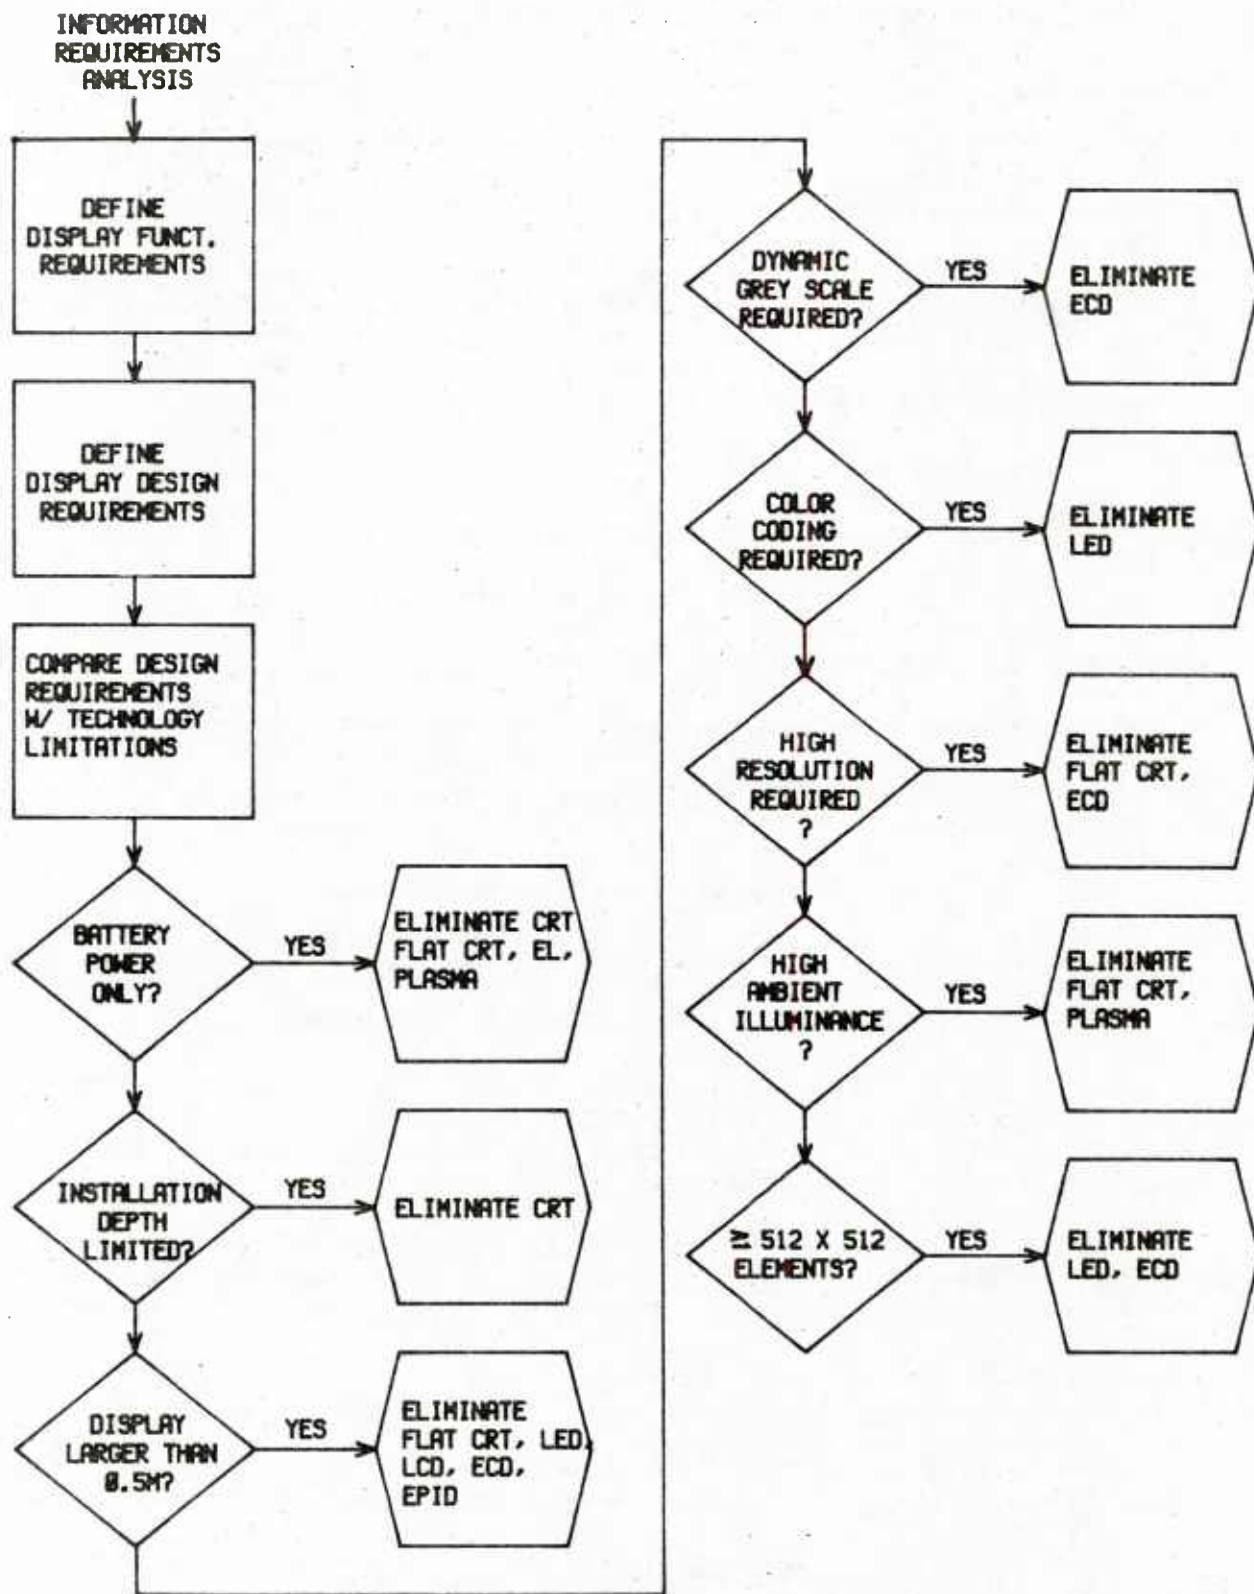 INFORMATION
REQUIREMENTS
ANALYSIS
DEFINE
DISPLAY FUNCT.
REQUIREMENTS
DEFINE
DISPLAY DESIGN
REQUIREMENTS
COMPARE DESIGN
REQUIREMENTS
W/ TECHNOLOGY
LIMITATIONS
BATTERY
POWER
ONLY?
YES
ELIMINATE CRT
FLAT CRT, EL,
PLASMA
INSTALLATION
DEPTH
LIMITED?
YES
ELIMINATE CRT
DISPLAY
LARGER THAN
0.5M?
YES
ELIMINATE
FLAT CRT, LED,
LCD, ECD,
EPID
DYNAMIC
GREY SCALE
REQUIRED?
YES
ELIMINATE
ECD
COLOR
CODING
REQUIRED?
YES
ELIMINATE
LED
HIGH
RESOLUTION
REQUIRED
?
YES
ELIMINATE
FLAT CRT,
ECD
HIGH
AMBIENT
ILLUMINANCE
?
YES
ELIMINATE
FLAT CRT,
PLASMA
≥ 512 X 512
ELEMENTS?
YES
ELIMINATE
LED, ECD